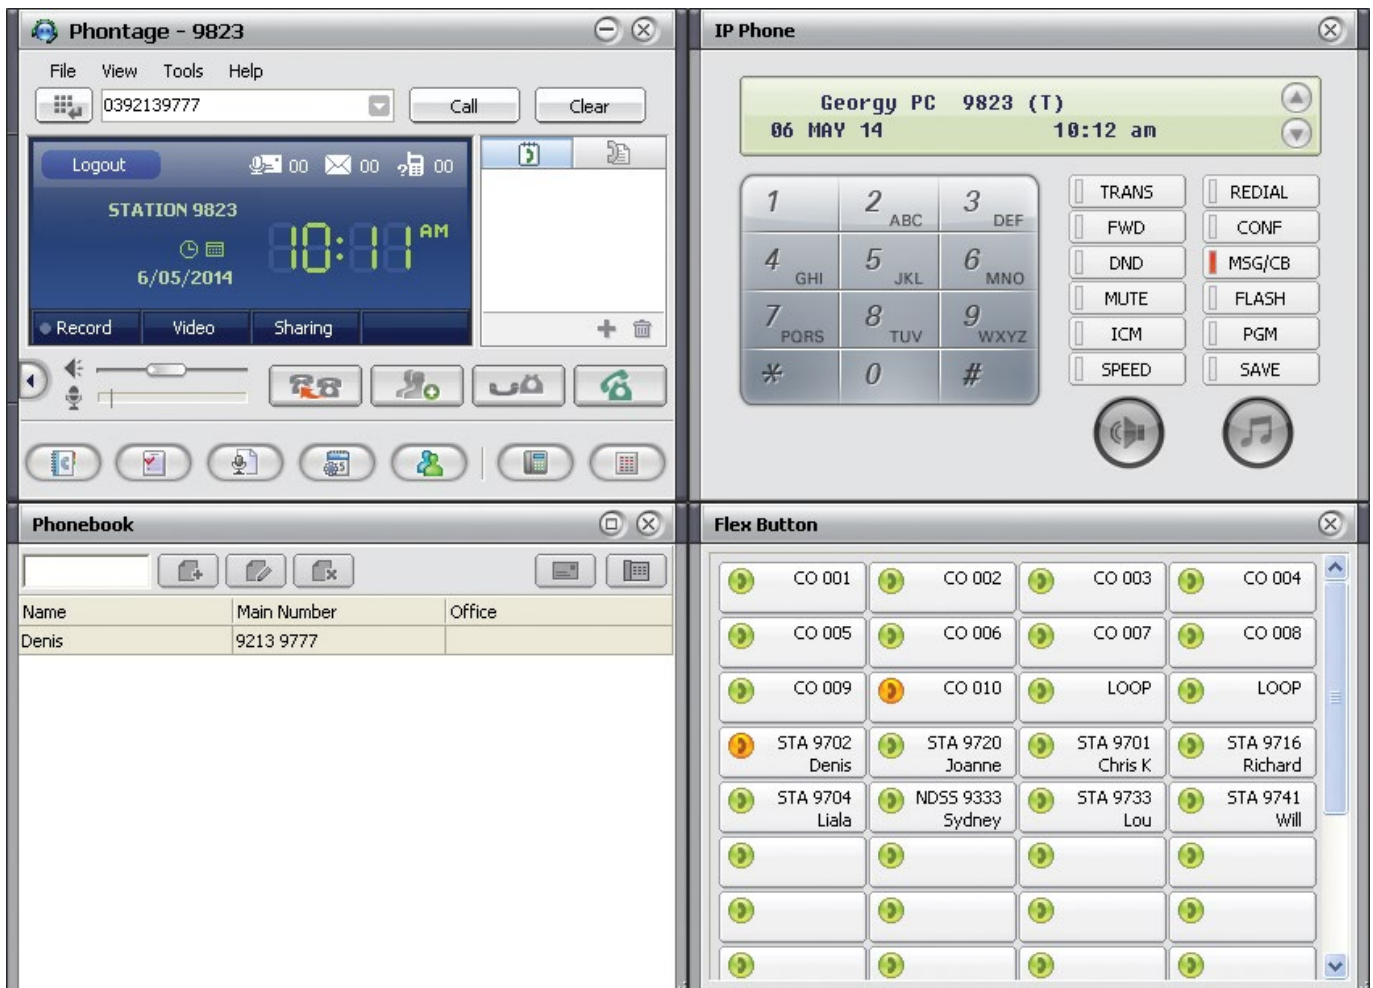 Phontage - 9823
File View Tools Help
0392139777 Call Clear
Logout 00 00 00
STATION 9823
10:11 AM
6/05/2014
Record Video Sharing
IP Phone
Georgy PC 9823 (T)
06 MAY 14 10:12 am
1 2 ABC 3 DEF
4 GHI 5 JKL 6 MNO
7 PQRS 8 TUV 9 WXYZ
* 0 #
TRANS REDIAL
FWD CONF
DND MSG/CB
MUTE FLASH
ICM PGM
SPEED SAVE
Phonebook
Name Main Number Office
Denis 9213 9777
Flex Button
CO 001 CO 002 CO 003 CO 004
CO 005 CO 006 CO 007 CO 008
CO 009 CO 010 LOOP LOOP
STA 9702 STA 9720 STA 9701 STA 9716
Denis Joanne Chris K Richard
STA 9704 NDSS 9333 STA 9733 STA 9741
Liala Sydney Lou Will